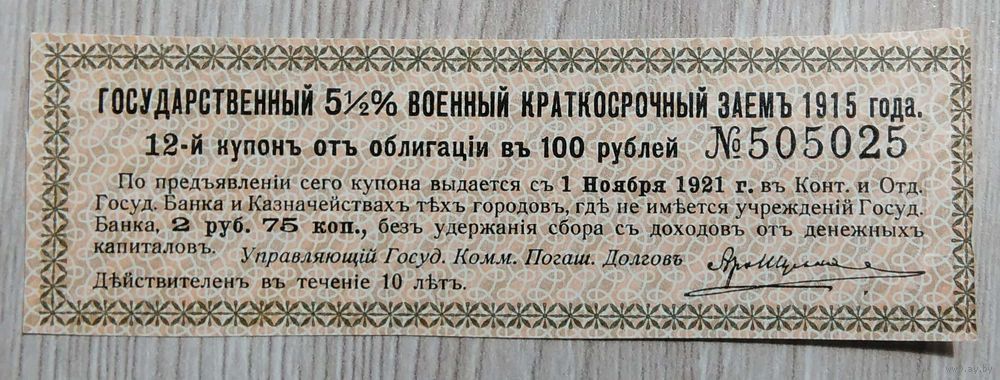 ГОСУДАРСТВЕННЫЙ 5½% ВОЕННЫЙ КРАТКОСРОЧНЫЙ ЗАЕМЪ 1915 года.
12-й купонъ отъ облигаціи въ 100 рублей №505025
По предъявленіи сего купона выдается съ 1 Ноября 1921 г. въ Конт. и Отд.
Госуд. Банка и Казначействахъ тѣхъ городовъ, гдѣ не имѣется учрежденій Госуд.
Банка, 2 руб. 75 коп., безъ удержанія сбора съ доходовъ отъ денежныхъ
капиталовъ.
Управляющій Госуд. Комм. Погаш. Долговъ
Дѣйствителенъ въ теченіе 10 лѣтъ.
www.ay.by